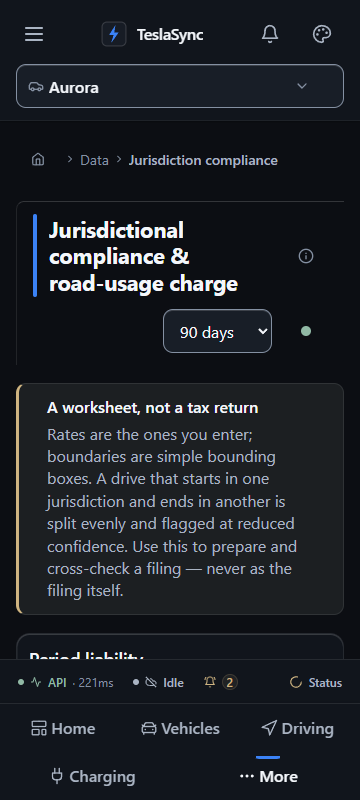 TeslaSync
Aurora
Data
Jurisdiction compliance
Jurisdictional
compliance &
road-usage charge
90 days
A worksheet, not a tax return
Rates are the ones you enter;
boundaries are simple bounding
boxes. A drive that starts in one
jurisdiction and ends in another is
split evenly and flagged at reduced
confidence. Use this to prepare and
cross-check a filing — never as the
filing itself.
Period liability
API · 221ms Idle 2 Status
Home Vehicles Driving
Charging More